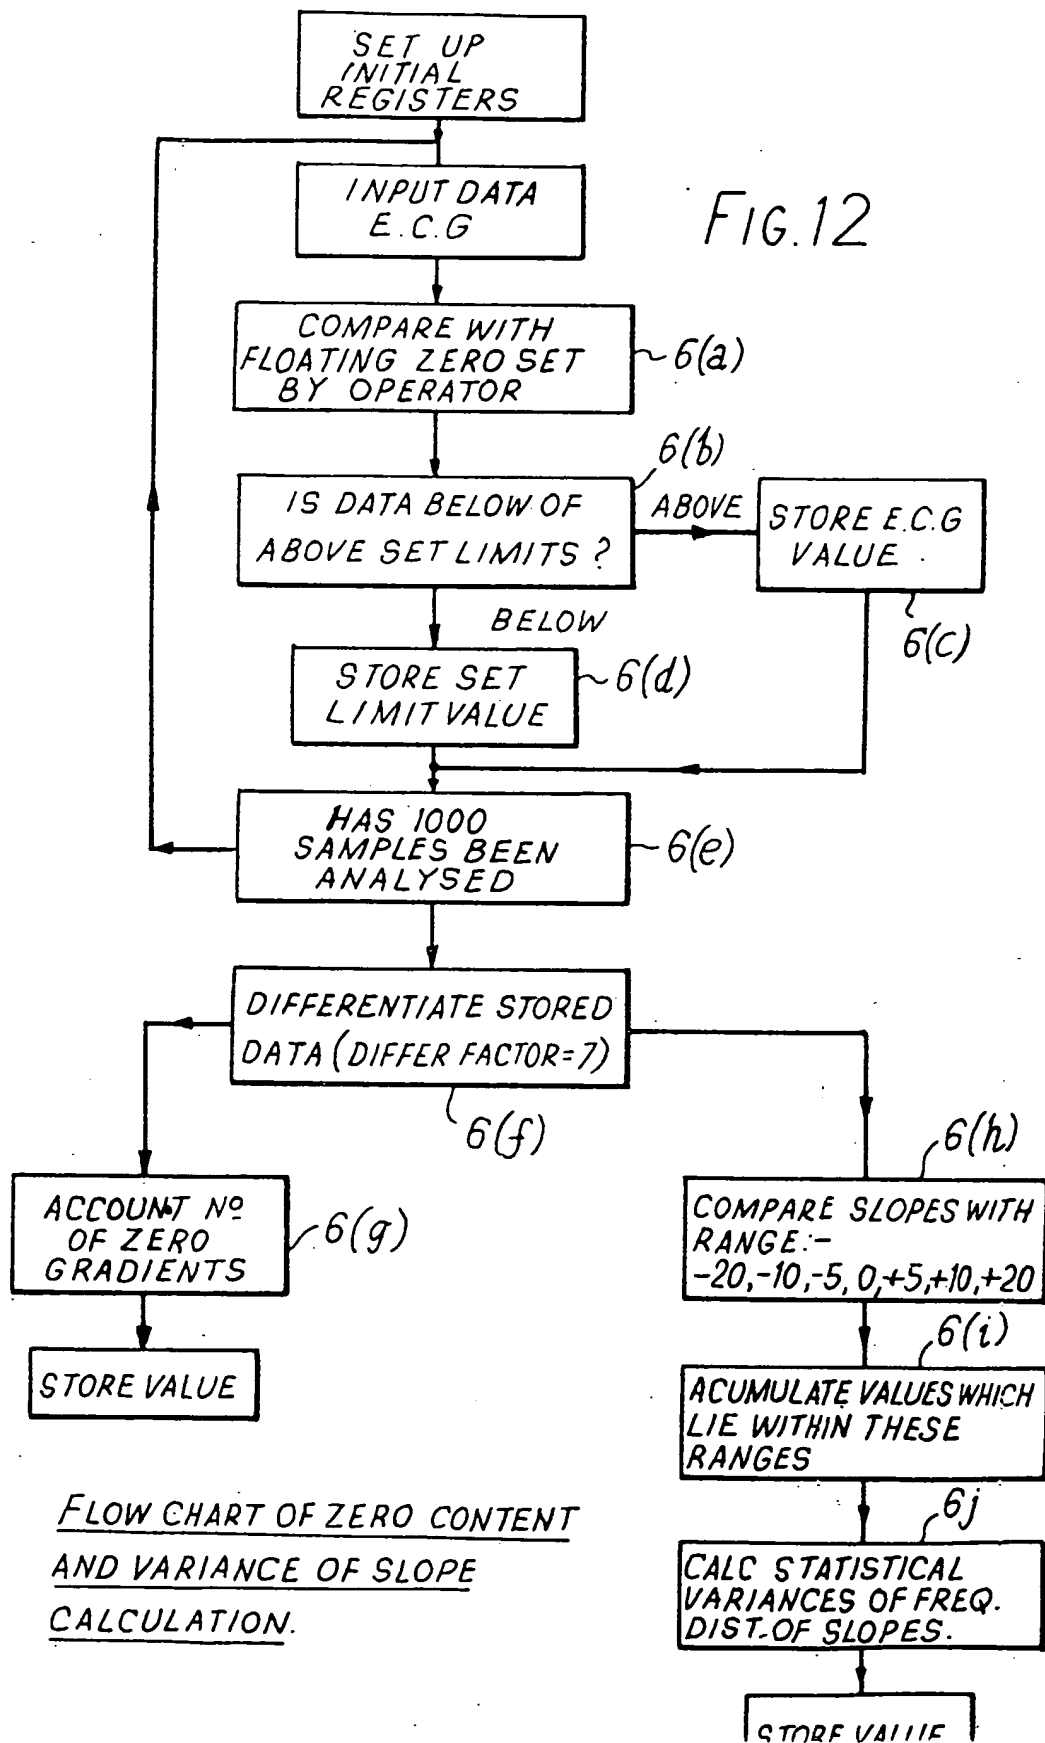 SET UP
INITIAL
REGISTERS
INPUT DATA
E.C.G
FIG.12
COMPARE WITH
FLOATING ZERO SET
BY OPERATOR
6(a)
6(b)
IS DATA BELOW OF
ABOVE SET LIMITS ?
ABOVE
STORE E.C.G
VALUE
6(c)
BELOW
STORE SET
LIMIT VALUE
6(d)
HAS 1000
SAMPLES BEEN
ANALYSED
6(e)
DIFFERENTIATE STORED
DATA (DIFFER FACTOR=7)
6(f)
ACCOUNT Nº
OF ZERO
GRADIENTS
6(g)
STORE VALUE
6(h)
COMPARE SLOPES WITH
RANGE:-
-20,-10,-5, 0,+5,+10,+20
6(i)
ACUMULATE VALUES WHICH
LIE WITHIN THESE
RANGES
6j
CALC STATISTICAL
VARIANCES OF FREQ.
DIST. OF SLOPES.
STORE VALUE
FLOW CHART OF ZERO CONTENT
AND VARIANCE OF SLOPE
CALCULATION.